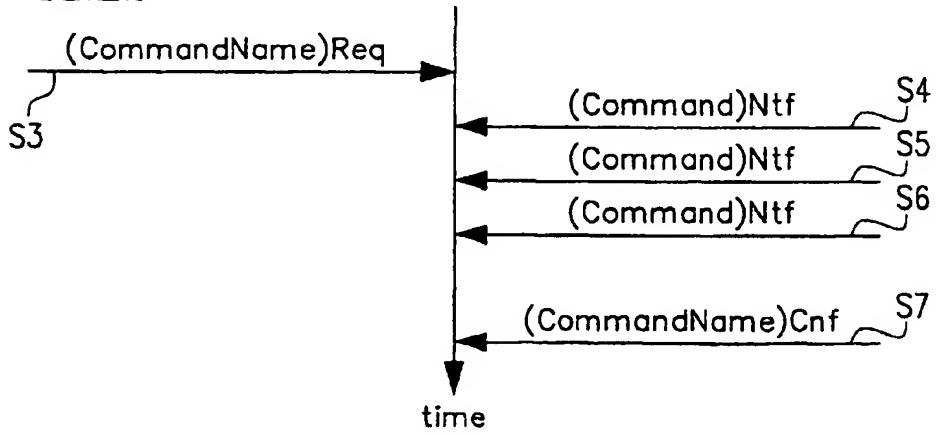 (CommandName)Req
S3
(Command)Ntf S4
(Command)Ntf S5
(Command)Ntf S6
(CommandName)Cnf S7
time